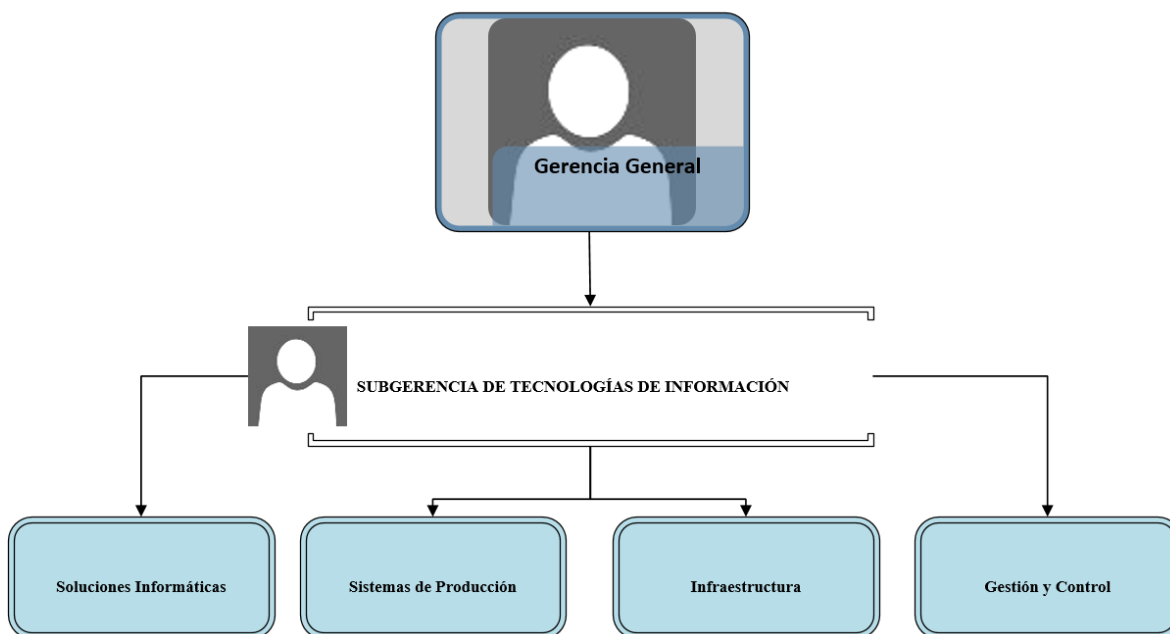 Gerencia General
SUBGERENCIA DE TECNOLOGÍAS DE INFORMACIÓN
Soluciones Informáticas
Sistemas de Producción
Infraestructura
Gestión y Control